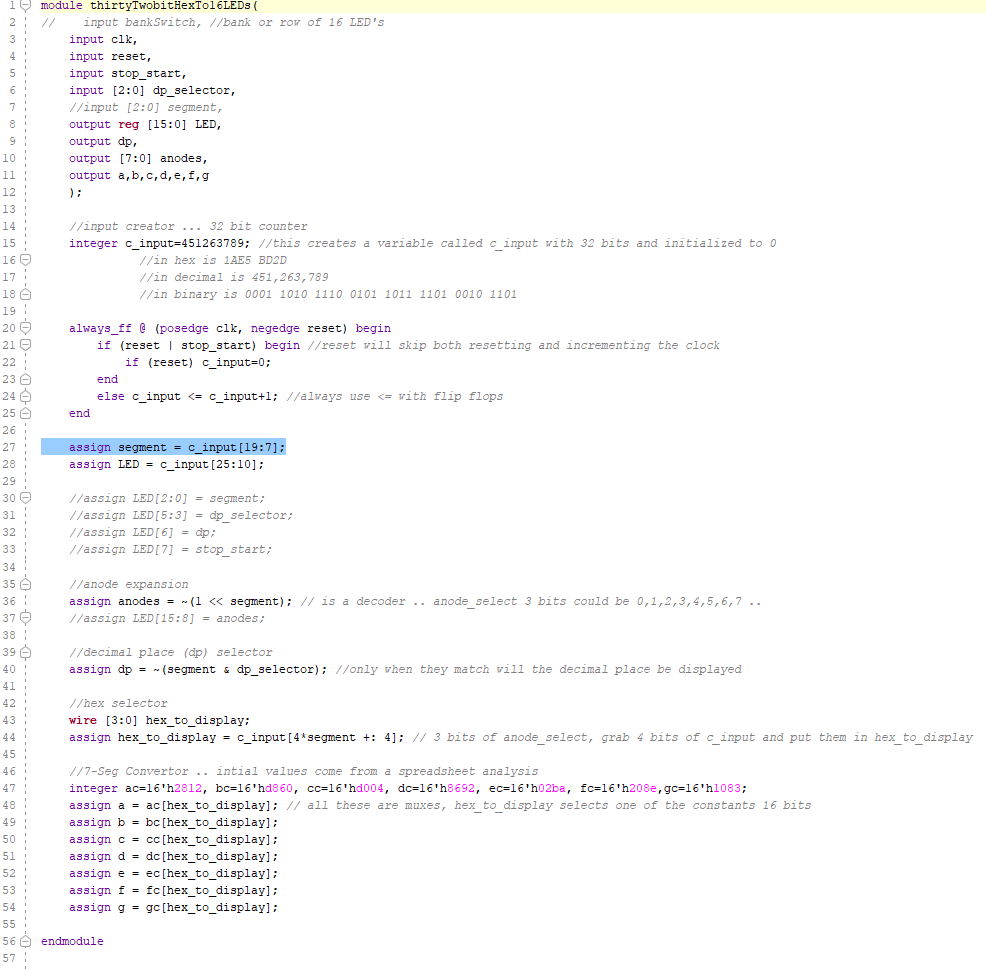 1 module thirtyTwobitHexTo16LEDs(
2 //    input bankSwitch, //bank or row of 16 LED's
3     input clk,
4     input reset,
5     input stop_start,
6     input [2:0] dp_selector,
7     //input [2:0] segment,
8     output reg [15:0] LED,
9     output dp,
10     output [7:0] anodes,
11     output a,b,c,d,e,f,g
12     );
13
14     //input creator ... 32 bit counter
15     integer c_input=451263789; //this creates a variable called c_input with 32 bits and initialized to 0
16               //in hex is 1AE5 BD2D
17               //in decimal is 451,263,789
18               //in binary is 0001 1010 1110 0101 1011 1101 0010 1101
19
20     always_ff @ (posedge clk, negedge reset) begin
21         if (reset | stop_start) begin //reset will skip both resetting and incrementing the clock
22             if (reset) c_input=0;
23         end
24         else c_input <= c_input+1; //always use <= with flip flops
25     end
26
27     assign segment = c_input[19:7];
28     assign LED = c_input[25:10];
29
30     //assign LED[2:0] = segment;
31     //assign LED[5:3] = dp_selector;
32     //assign LED[6] = dp;
33     //assign LED[7] = stop_start;
34
35     //anode expansion
36     assign anodes = ~(1 << segment); // is a decoder .. anode_select 3 bits could be 0,1,2,3,4,5,6,7 ..
37     //assign LED[15:8] = anodes;
38
39     //decimal place (dp) selector
40     assign dp = ~(segment & dp_selector); //only when they match will the decimal place be displayed
41
42     //hex selector
43     wire [3:0] hex_to_display;
44     assign hex_to_display = c_input[4*segment +: 4]; // 3 bits of anode_select, grab 4 bits of c_input and put them in hex_to_display
45
46     //7-Seg Convertor .. intial values come from a spreadsheet analysis
47     integer ac=16'h2812, bc=16'hd860, cc=16'hd004, dc=16'h8692, ec=16'h02ba, fc=16'h208e,gc=16'h1083;
48     assign a = ac[hex_to_display]; // all these are muxes, hex_to_display selects one of the constants 16 bits
49     assign b = bc[hex_to_display];
50     assign c = cc[hex_to_display];
51     assign d = dc[hex_to_display];
52     assign e = ec[hex_to_display];
53     assign f = fc[hex_to_display];
54     assign g = gc[hex_to_display];
55
56 endmodule
57